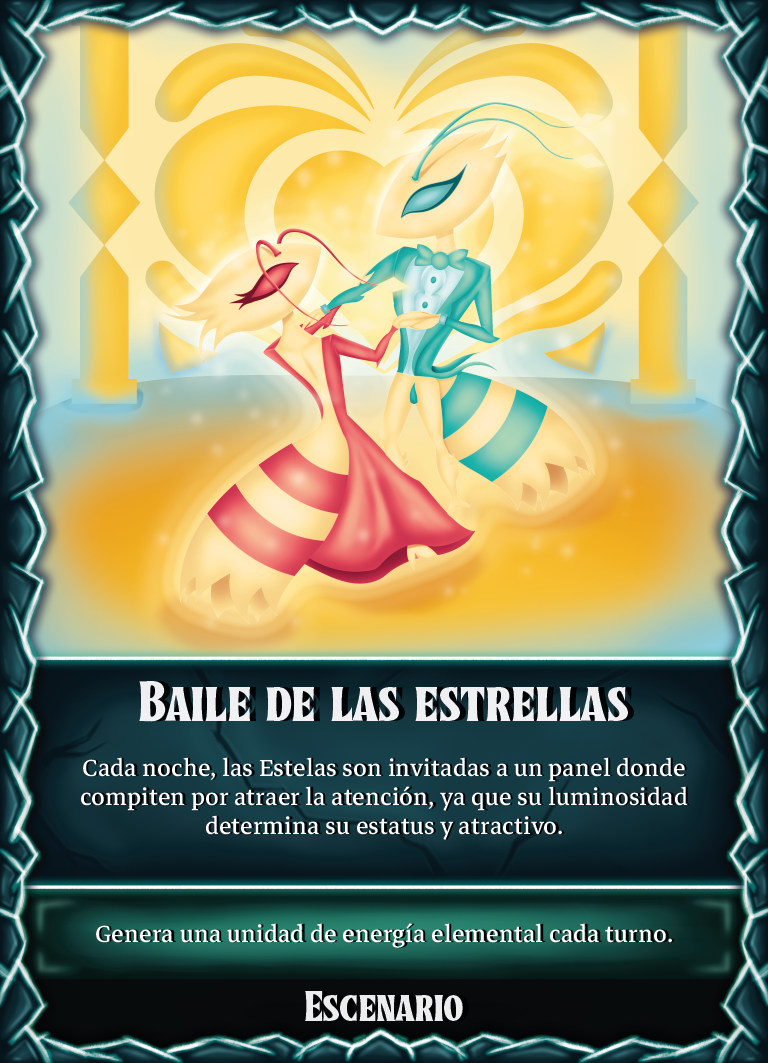 Baile de las estrellas
Cada noche, las Estelas son invitadas a un panel donde
compiten por atraer la atención, ya que su luminosidad
determina su estatus y atractivo.
Genera una unidad de energía elemental cada turno.
Escenario